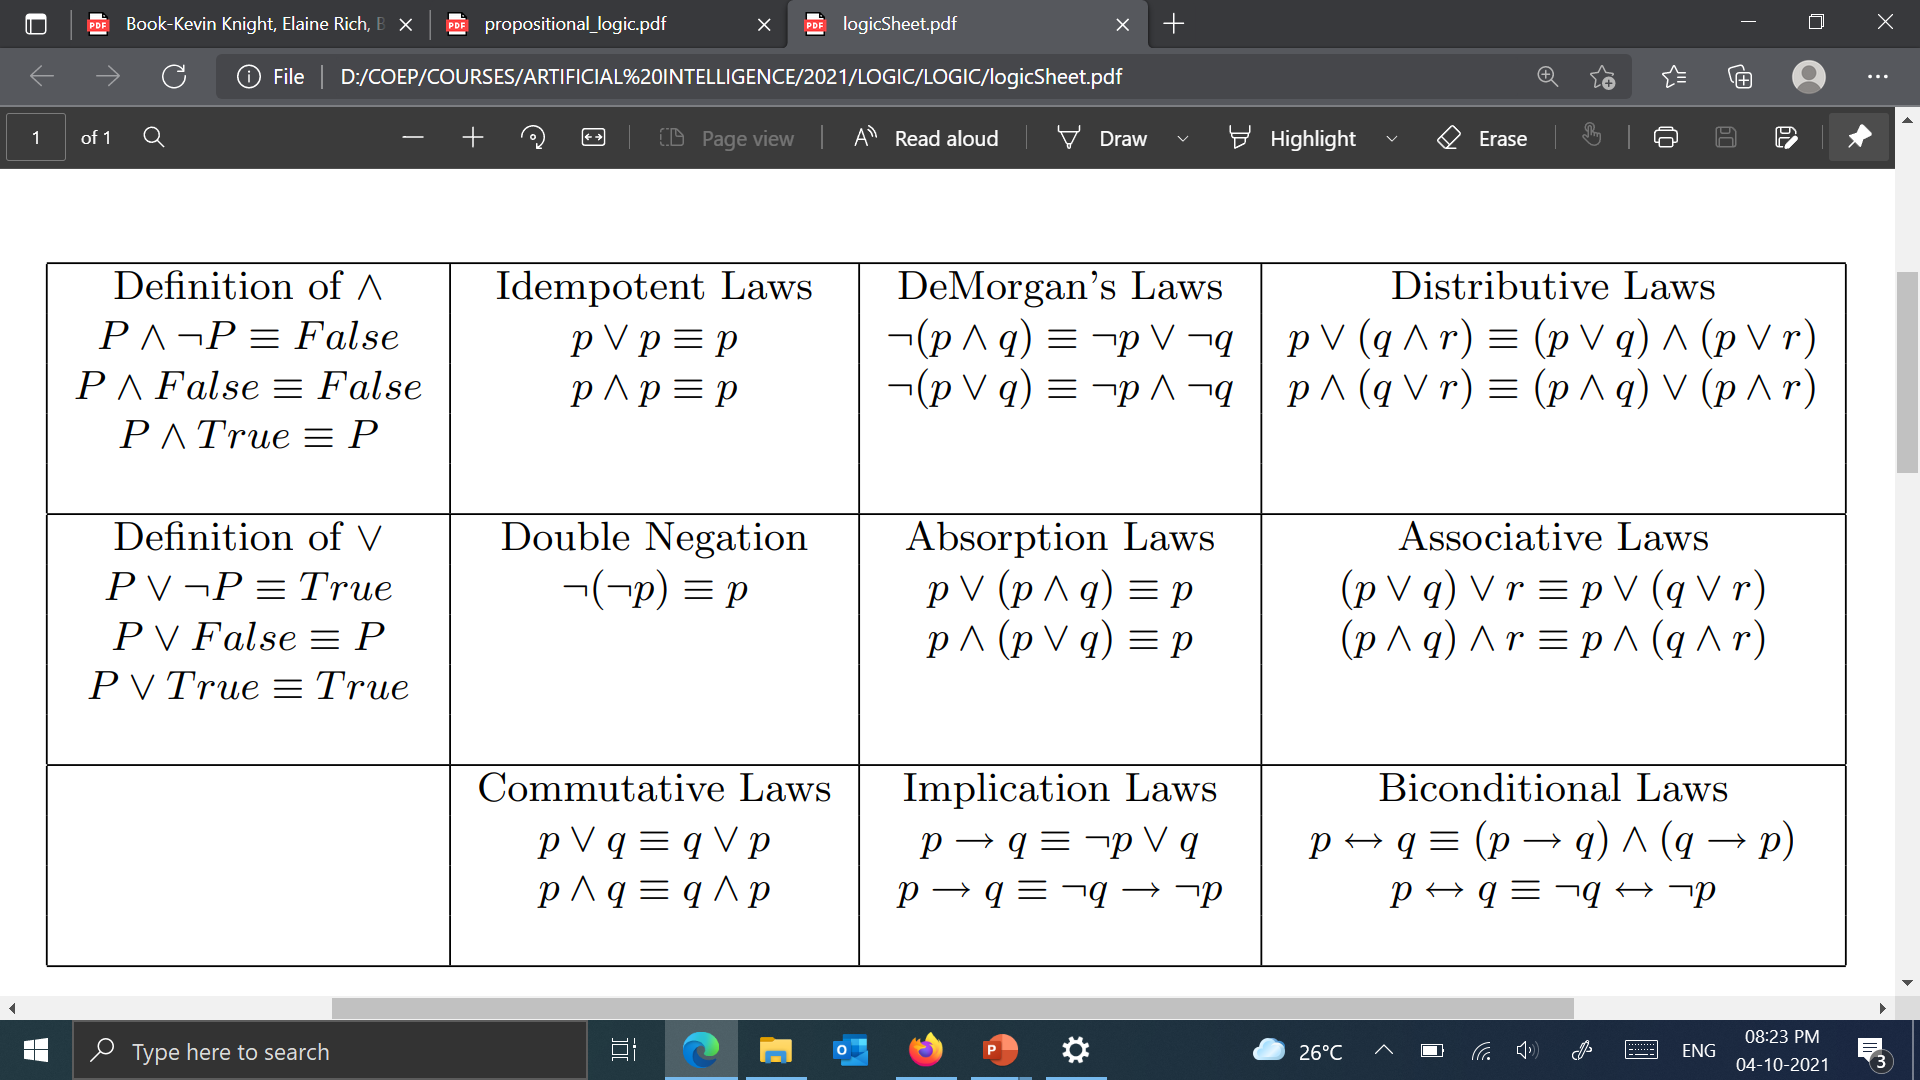 Book-Kevin Knight, Elaine Rich,
propositional_logic.pdf
logicSheet.pdf
File
D:/COEP/COURSES/ARTIFICIAL%20INTELLIGENCE/2021/LOGIC/LOGIC/logicSheet.pdf
1 of 1
Page view
Read aloud
Draw
Highlight
Erase
Definition of ∧
P ∧ ¬P ≡ False
P ∧ False ≡ False
P ∧ True ≡ P
Idempotent Laws
p ∨ p ≡ p
p ∧ p ≡ p
DeMorgan's Laws
¬(p ∧ q) ≡ ¬p ∨ ¬q
¬(p ∨ q) ≡ ¬p ∧ ¬q
Distributive Laws
p ∨ (q ∧ r) ≡ (p ∨ q) ∧ (p ∨ r)
p ∧ (q ∨ r) ≡ (p ∧ q) ∨ (p ∧ r)
Definition of ∨
P ∨ ¬P ≡ True
P ∨ False ≡ P
P ∨ True ≡ True
Double Negation
¬(¬p) ≡ p
Absorption Laws
p ∨ (p ∧ q) ≡ p
p ∧ (p ∨ q) ≡ p
Associative Laws
(p ∨ q) ∨ r ≡ p ∨ (q ∨ r)
(p ∧ q) ∧ r ≡ p ∧ (q ∧ r)
Commutative Laws
p ∨ q ≡ q ∨ p
p ∧ q ≡ q ∧ p
Implication Laws
p → q ≡ ¬p ∨ q
p → q ≡ ¬q → ¬p
Biconditional Laws
p ↔ q ≡ (p → q) ∧ (q → p)
p ↔ q ≡ ¬q ↔ ¬p
Type here to search
26°C
ENG
08:23 PM
04-10-2021
3